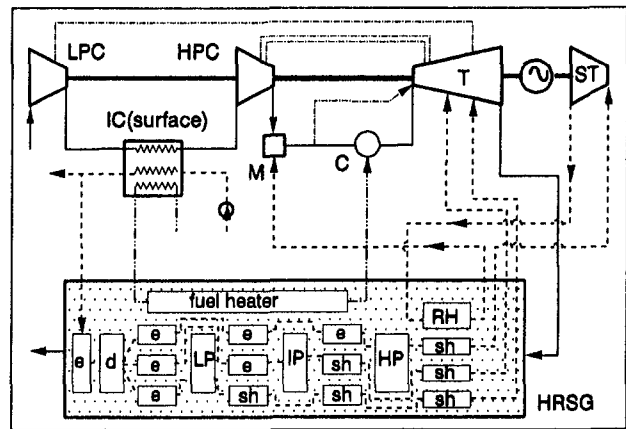 LPC
HPC
T
ST
IC(surface)
M
C
fuel heater
RH
e
d
e
e
e
LP
e
e
sh
IP
e
sh
sh
HP
sh
sh
sh
HRSG